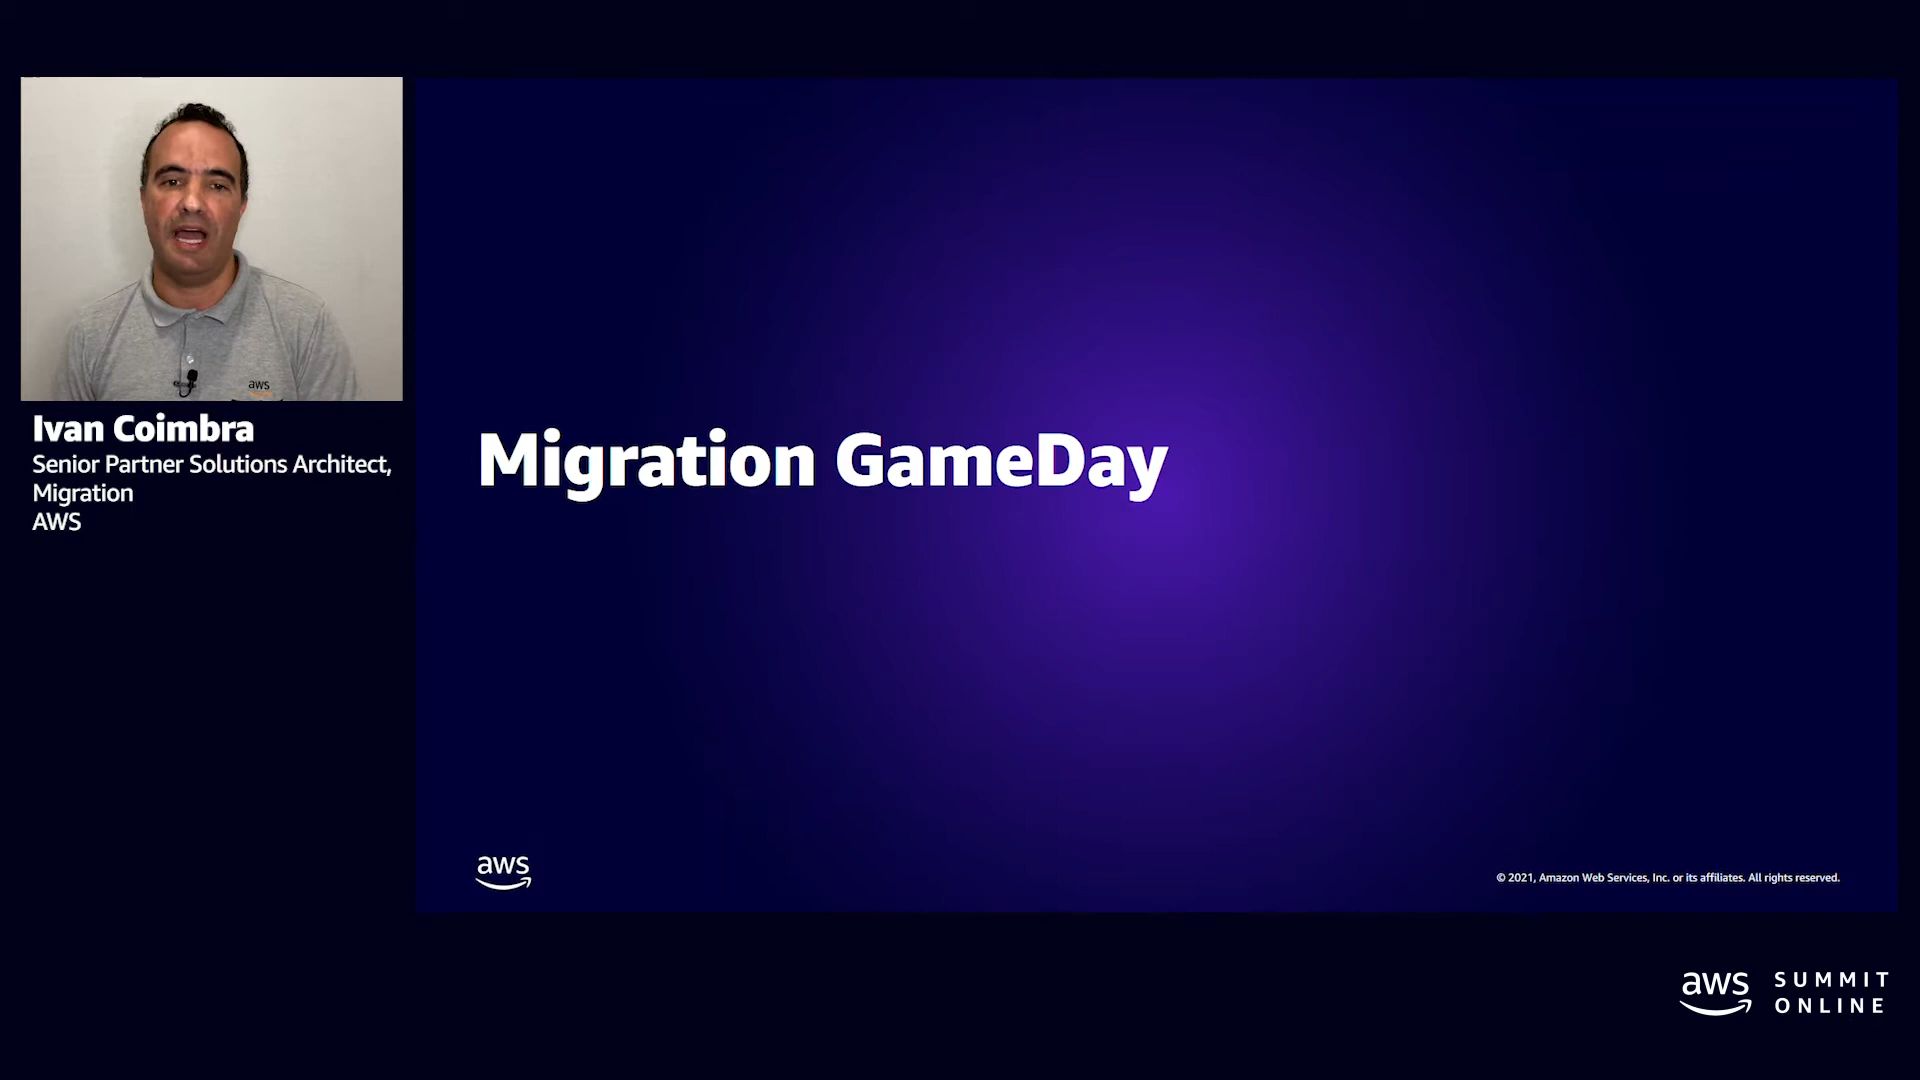 aws
Ivan Coimbra
Senior Partner Solutions Architect,
Migration
AWS
Migration GameDay
aws
© 2021, Amazon Web Services, Inc. or its affiliates. All rights reserved.
aws SUMMIT
ONLINE